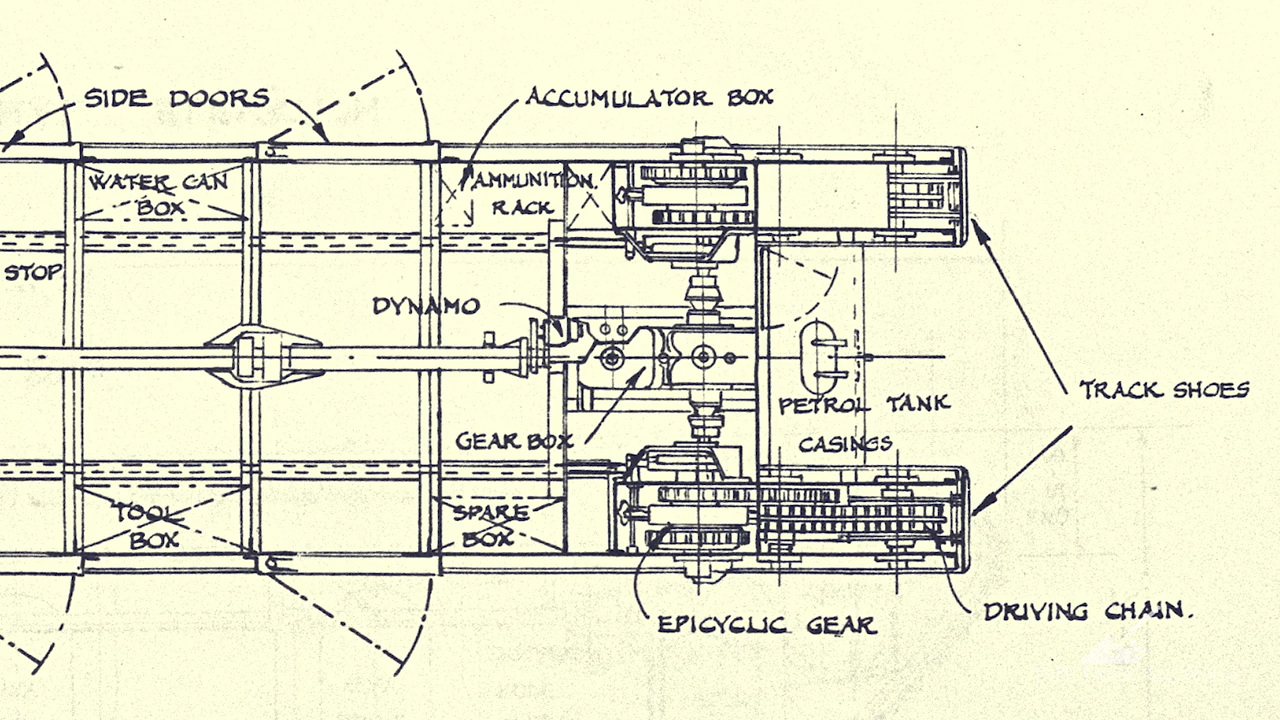 SIDE DOORS
ACCUMULATOR BOX
WATER CAN
BOX
AMMUNITION
RACK
STOP
DYNAMO
TRACK SHOES
PETROL TANK
CASINGS
GEAR BOX
TOOL
BOX
SPARE
BOX
EPICYCLIC GEAR
DRIVING CHAIN.